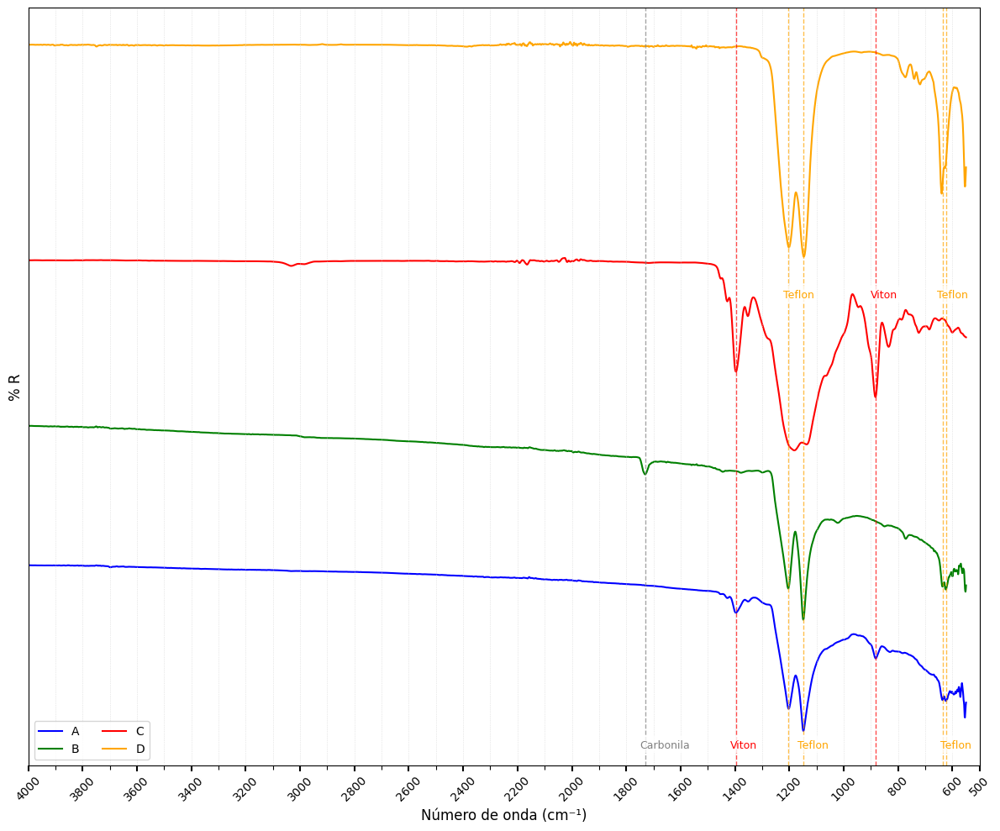 Teflon
Viton
Teflon
% R
Carbonila
Viton
Teflon
Teflon
A
C
B
D
4000
3800
3600
3400
3200
3000
2800
2600
2400
2200
2000
1800
1600
1400
1200
1000
800
600
500
Número de onda (cm⁻¹)